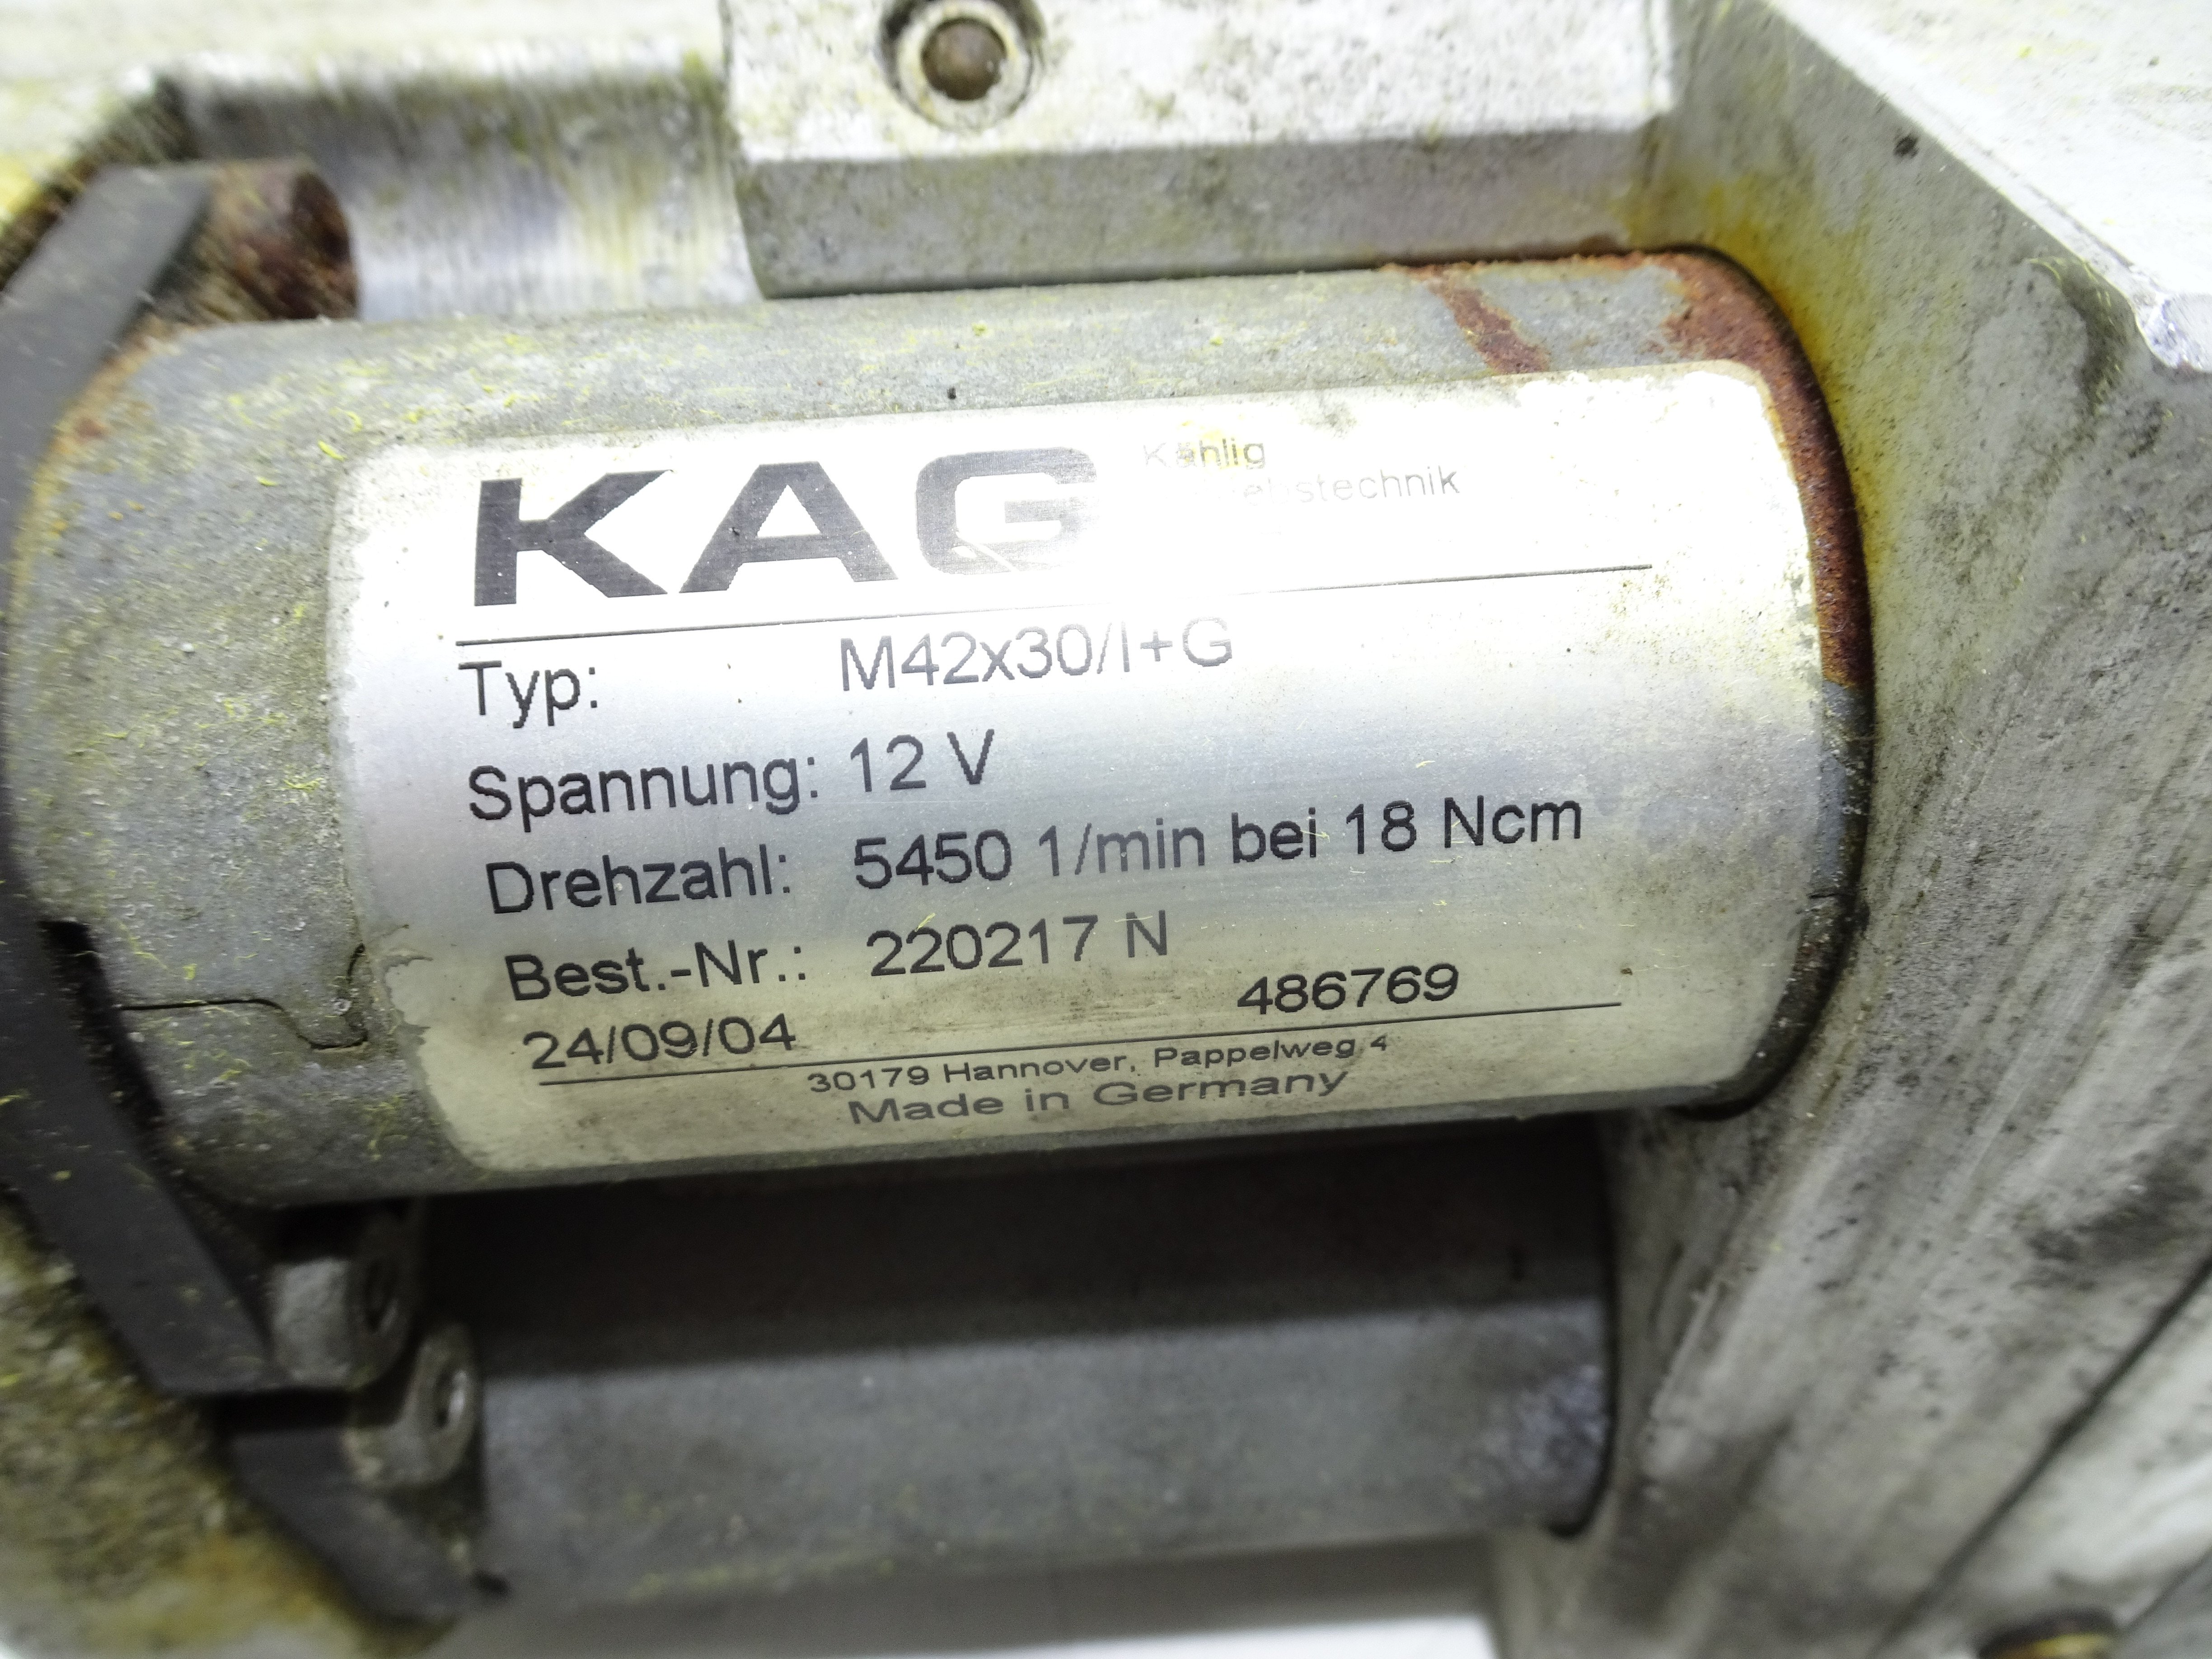 KAG
Kählig
Typ: M42x30/I+G
Spannung: 12 V
Drehzahl: 5450 1/min bei 18 Ncm
Best.-Nr.: 220217 N
24/09/04 486769
30179 Hannover, Pappelweg 4
Made in Germany